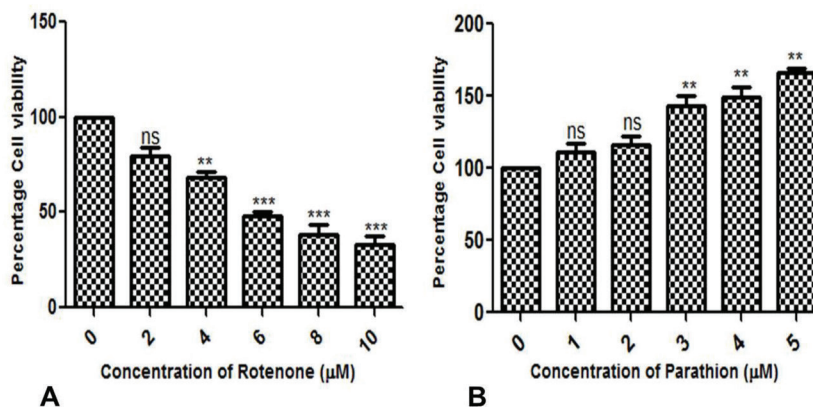 Percentage Cell viability
150
100
50
0
ns
**
***
***
***
0 2 4 6 8 10
Concentration of Rotenone (μM)
A
Percentage Cell viability
200
150
100
50
0
ns
ns
**
**
**
0 1 2 3 4 5
Concentration of Parathion (μM)
B